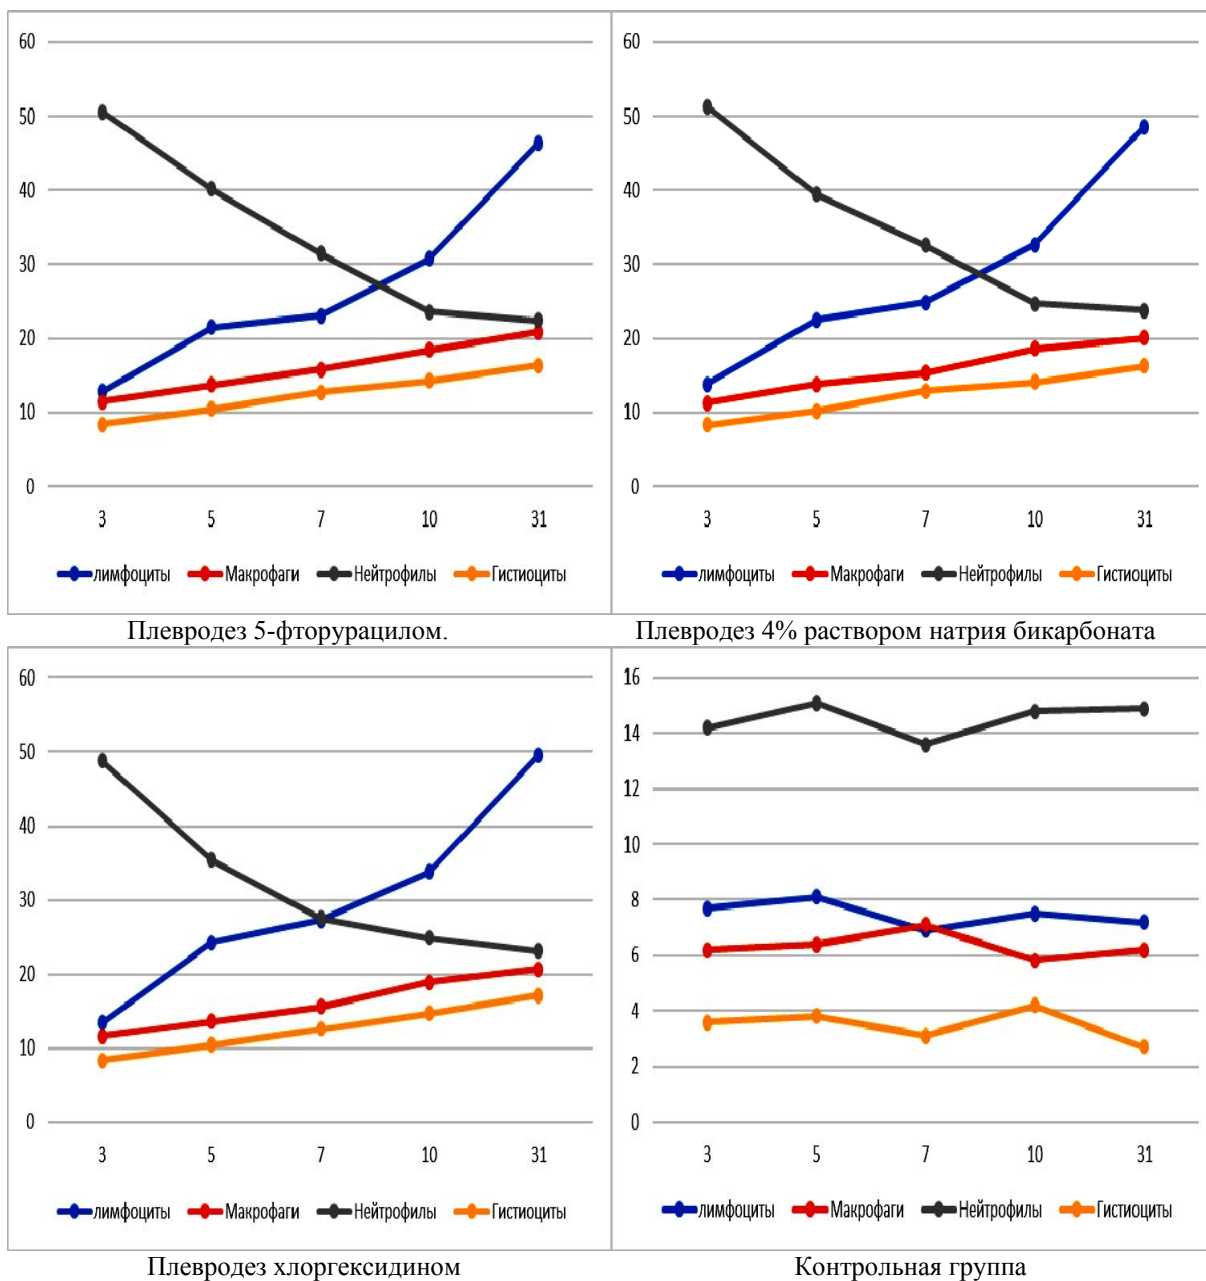 60
50
40
30
20
10
0
3 5 7 10 31
лимфоциты Макрофаги Нейтрофилы Гистиоциты
60
50
40
30
20
10
0
3 5 7 10 31
лимфоциты Макрофаги Нейтрофилы Гистиоциты
Плевродез 5-фторурацилом.
Плевродез 4% раствором натрия бикарбоната
60
50
40
30
20
10
0
3 5 7 10 31
лимфоциты Макрофаги Нейтрофилы Гистиоциты
16
14
12
10
8
6
4
2
0
3 5 7 10 31
лимфоциты Макрофаги Нейтрофилы Гистиоциты
Плевродез хлоргексидином
Контрольная группа